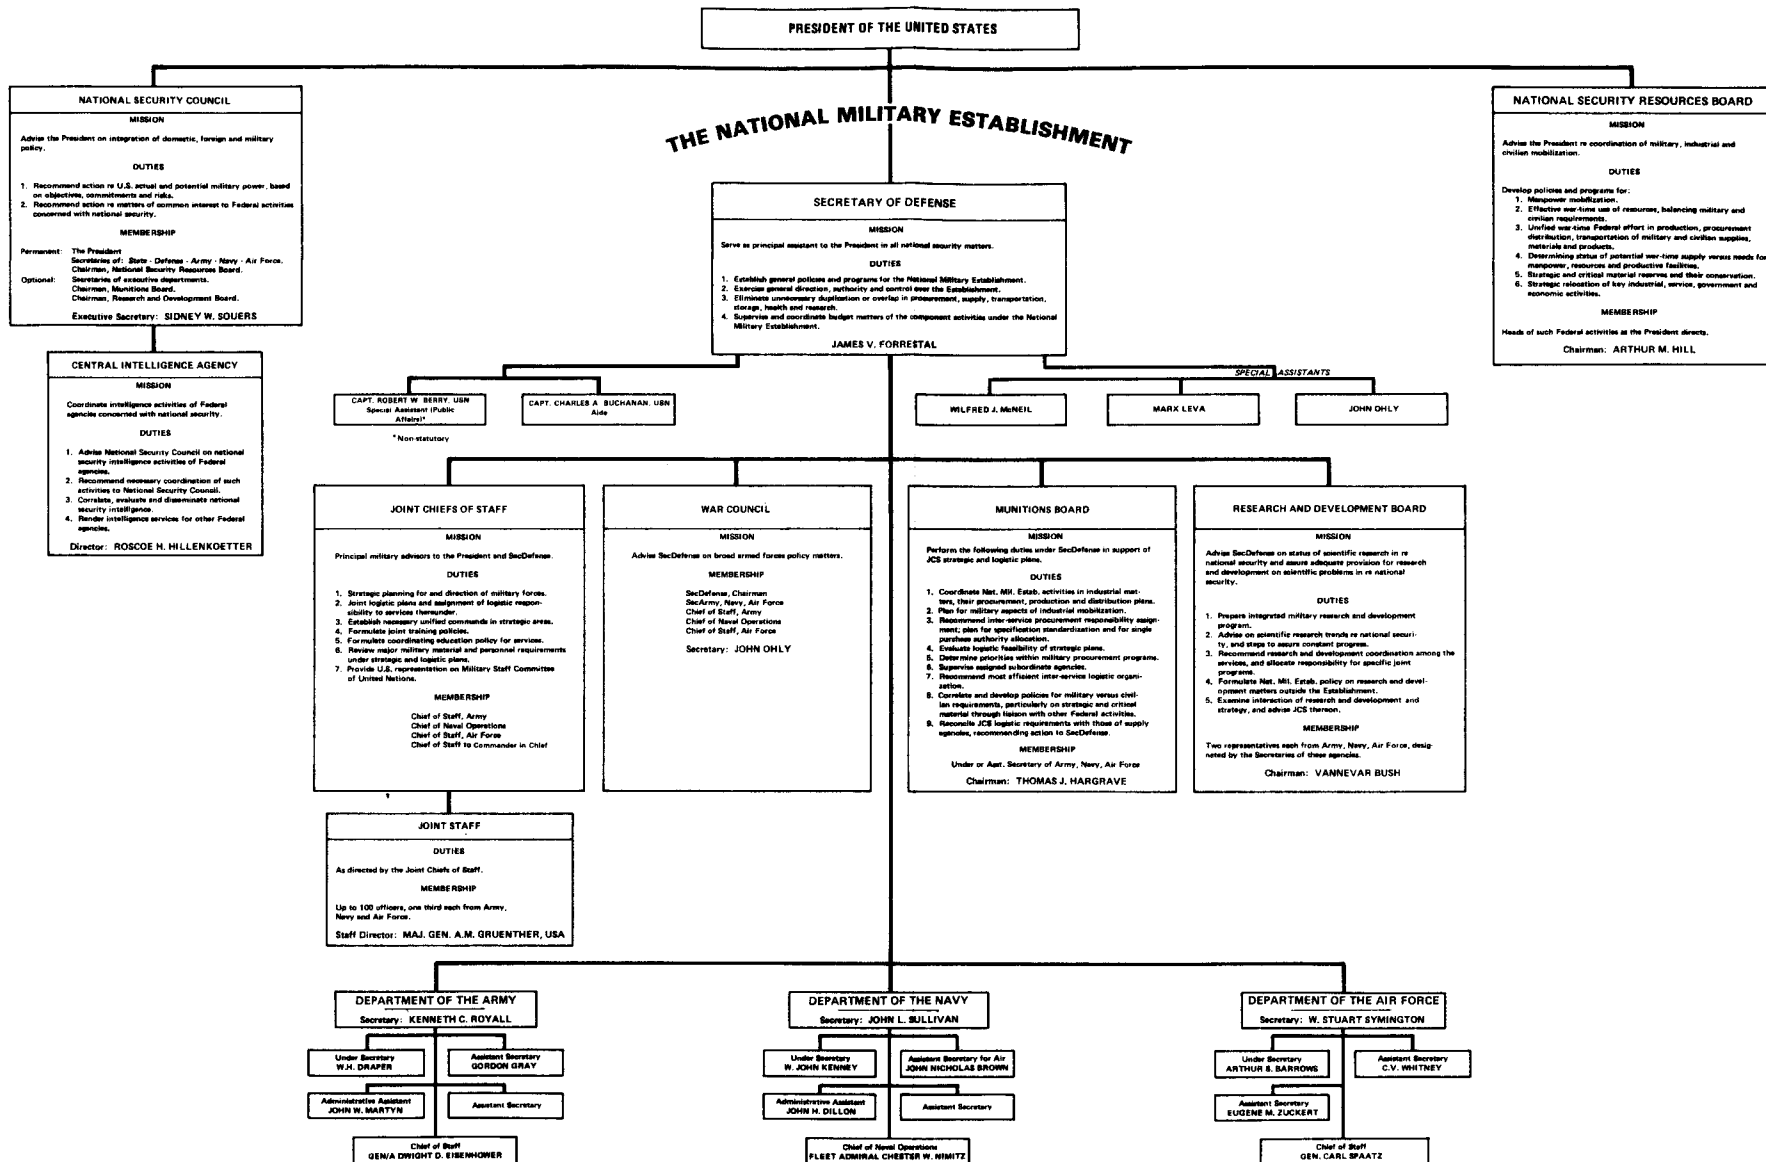 PRESIDENT OF THE UNITED STATES
THE NATIONAL MILITARY ESTABLISHMENT
NATIONAL SECURITY COUNCIL
MISSION
Advise the President on integration of domestic, foreign and military
policy.
DUTIES
1. Recommend action re U.S. actual and potential military power, based
on objectives, commitments and risks.
2. Recommend action re matters of common interest to Federal activities
concerned with national security.
MEMBERSHIP
Permanent: The President
Secretaries of: State - Defense - Army - Navy - Air Force.
Chairman, National Security Resources Board.
Optional: Secretaries of executive departments.
Chairman, Munitions Board.
Chairman, Research and Development Board.
Executive Secretary: SIDNEY W. SOUERS
CENTRAL INTELLIGENCE AGENCY
MISSION
Coordinate intelligence activities of Federal
agencies concerned with national security.
DUTIES
1. Advise National Security Council on national
security intelligence activities of Federal
agencies.
2. Recommend necessary coordination of such
activities to National Security Council.
3. Correlate, evaluate and disseminate national
security intelligence.
4. Render intelligence services for other Federal
agencies.
Director: ROSCOE H. HILLENKOETTER
SECRETARY OF DEFENSE
MISSION
Serve as principal assistant to the President in all national security matters.
DUTIES
1. Establish general policies and programs for the National Military Establishment.
2. Exercise general direction, authority and control over the Establishment.
3. Eliminate unnecessary duplication or overlap in procurement, supply, transportation,
storage, health and research.
4. Supervise and coordinate budget matters of the component activities under the National
Military Establishment.
JAMES V. FORRESTAL
NATIONAL SECURITY RESOURCES BOARD
MISSION
Advise the President re coordination of military, industrial and
civilian mobilization.
DUTIES
Develop policies and programs for:
1. Manpower mobilization.
2. Effective war-time use of resources, balancing military and
civilian requirements.
3. Unified war-time Federal effort in production, procurement
distribution, transportation of military and civilian supplies,
materials and products.
4. Determining status of potential war-time supply versus needs for
manpower, resources and productive facilities.
5. Strategic and critical material reserves and their conservation.
6. Strategic relocation of key industrial, service, government and
economic activities.
MEMBERSHIP
Heads of such Federal activities as the President directs.
Chairman: ARTHUR M. HILL
CAPT. ROBERT W. BERRY, USN
Special Assistant (Public
Affairs)*
* Non-statutory
CAPT. CHARLES A. BUCHANAN, USN
Aide
SPECIAL ASSISTANTS
WILFRED J. McNEIL
MARX LEVA
JOHN OHLY
JOINT CHIEFS OF STAFF
MISSION
Principal military advisors to the President and SecDefense.
DUTIES
1. Strategic planning for and direction of military forces.
2. Joint logistic plans and assignment of logistic respon-
sibility to services thereunder.
3. Establish necessary unified commands in strategic areas.
4. Formulate joint training policies.
5. Formulate coordinating education policy for services.
6. Review major military material and personnel requirements
under strategic and logistic plans.
7. Provide U.S. representation on Military Staff Committee
of United Nations.
MEMBERSHIP
Chief of Staff, Army
Chief of Naval Operations
Chief of Staff, Air Force
Chief of Staff to Commander in Chief
WAR COUNCIL
MISSION
Advise SecDefense on broad armed forces policy matters.
MEMBERSHIP
SecDefense, Chairman
SecArmy, Navy, Air Force
Chief of Staff, Army
Chief of Naval Operations
Chief of Staff, Air Force
Secretary: JOHN OHLY
MUNITIONS BOARD
MISSION
Perform the following duties under SecDefense in support of
JCS strategic and logistic plans.
DUTIES
1. Coordinate Nat. Mil. Estab. activities in industrial mat-
ters, their procurement, production and distribution plans.
2. Plan for military aspects of industrial mobilization.
3. Recommend inter-service procurement responsibility assign-
ment; plan for specification standardization and for single
purchase authority allocation.
4. Evaluate logistic feasibility of strategic plans.
5. Determine priorities within military procurement programs.
6. Supervise assigned subordinate agencies.
7. Recommend most efficient inter-service logistic organi-
zation.
8. Correlate and develop policies for military versus civil-
ian requirements, particularly on strategic and critical
material through liaison with other Federal activities.
9. Reconcile JCS logistic requirements with those of supply
agencies, recommending action to SecDefense.
MEMBERSHIP
Under or Asst. Secretary of Army, Navy, Air Force
Chairman: THOMAS J. HARGRAVE
RESEARCH AND DEVELOPMENT BOARD
MISSION
Advise SecDefense on status of scientific research in re
national security and assure adequate provision for research
and development on scientific problems in re national
security.
DUTIES
1. Prepare integrated military research and development
program.
2. Advise on scientific research trends re national securi-
ty, and steps to assure constant progress.
3. Recommend research and development coordination among the
services, and allocate responsibility for specific joint
programs.
4. Formulate Nat. Mil. Estab. policy on research and devel-
opment matters outside the Establishment.
5. Examine interaction of research and development and
strategy, and advise JCS thereon.
MEMBERSHIP
Two representatives each from Army, Navy, Air Force, desig-
nated by the Secretaries of these agencies.
Chairman: VANNEVAR BUSH
JOINT STAFF
DUTIES
As directed by the Joint Chiefs of Staff.
MEMBERSHIP
Up to 100 officers, one third each from Army,
Navy and Air Force.
Staff Director: MAJ. GEN. A.M. GRUENTHER, USA
DEPARTMENT OF THE ARMY
Secretary: KENNETH C. ROYALL
Under Secretary
W.H. DRAPER
Assistant Secretary
GORDON GRAY
Administrative Assistant
JOHN W. MARTYN
Assistant Secretary
Chief of Staff
GEN/A DWIGHT D. EISENHOWER
DEPARTMENT OF THE NAVY
Secretary: JOHN L. SULLIVAN
Under Secretary
W. JOHN KENNEY
Assistant Secretary for Air
JOHN NICHOLAS BROWN
Administrative Assistant
JOHN H. DILLON
Assistant Secretary
Chief of Naval Operations
FLEET ADMIRAL CHESTER W. NIMITZ
DEPARTMENT OF THE AIR FORCE
Secretary: W. STUART SYMINGTON
Under Secretary
ARTHUR S. BARROWS
Assistant Secretary
C.V. WHITNEY
Assistant Secretary
EUGENE M. ZUCKERT
Chief of Staff
GEN. CARL SPAATZ